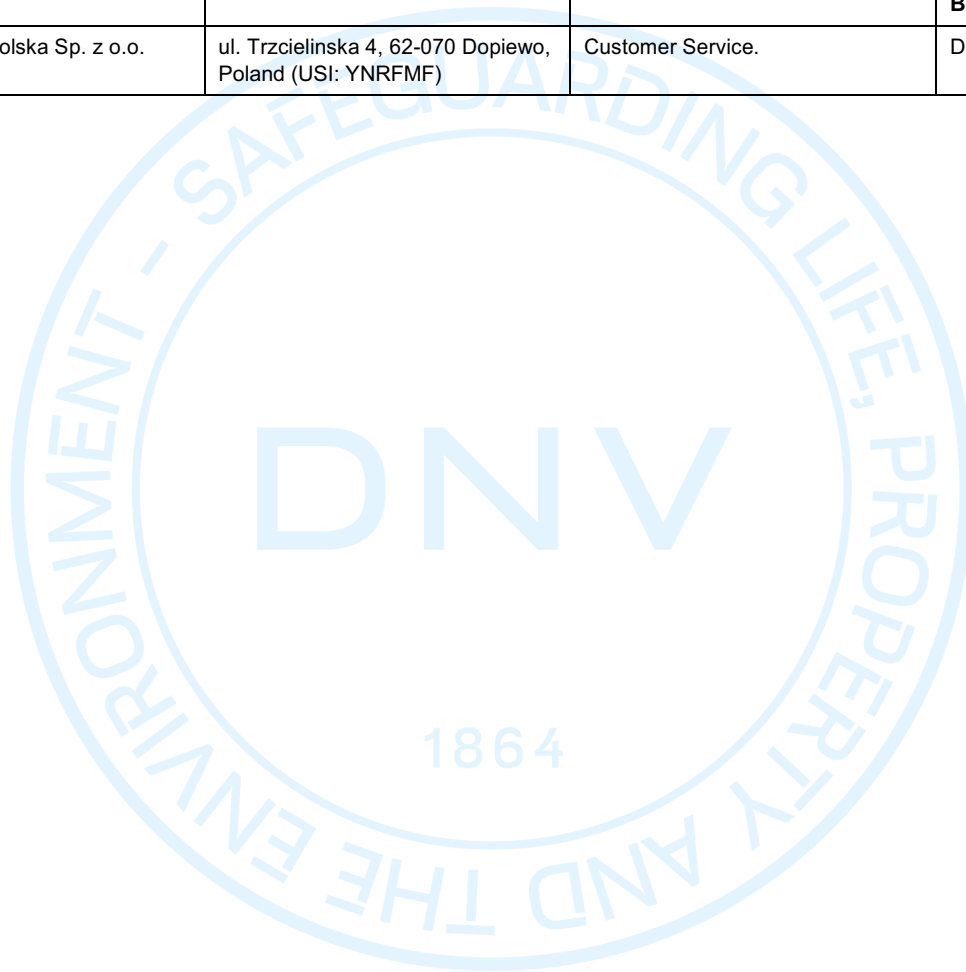 B
olska Sp. z o.o.
ul. Trzcielinska 4, 62-070 Dopiewo,
Poland (USI: YNRFMF)
Customer Service.
D
SAFEGUARDING LIFE, PROPERTY AND THE ENVIRONMENT -
DNV
1864